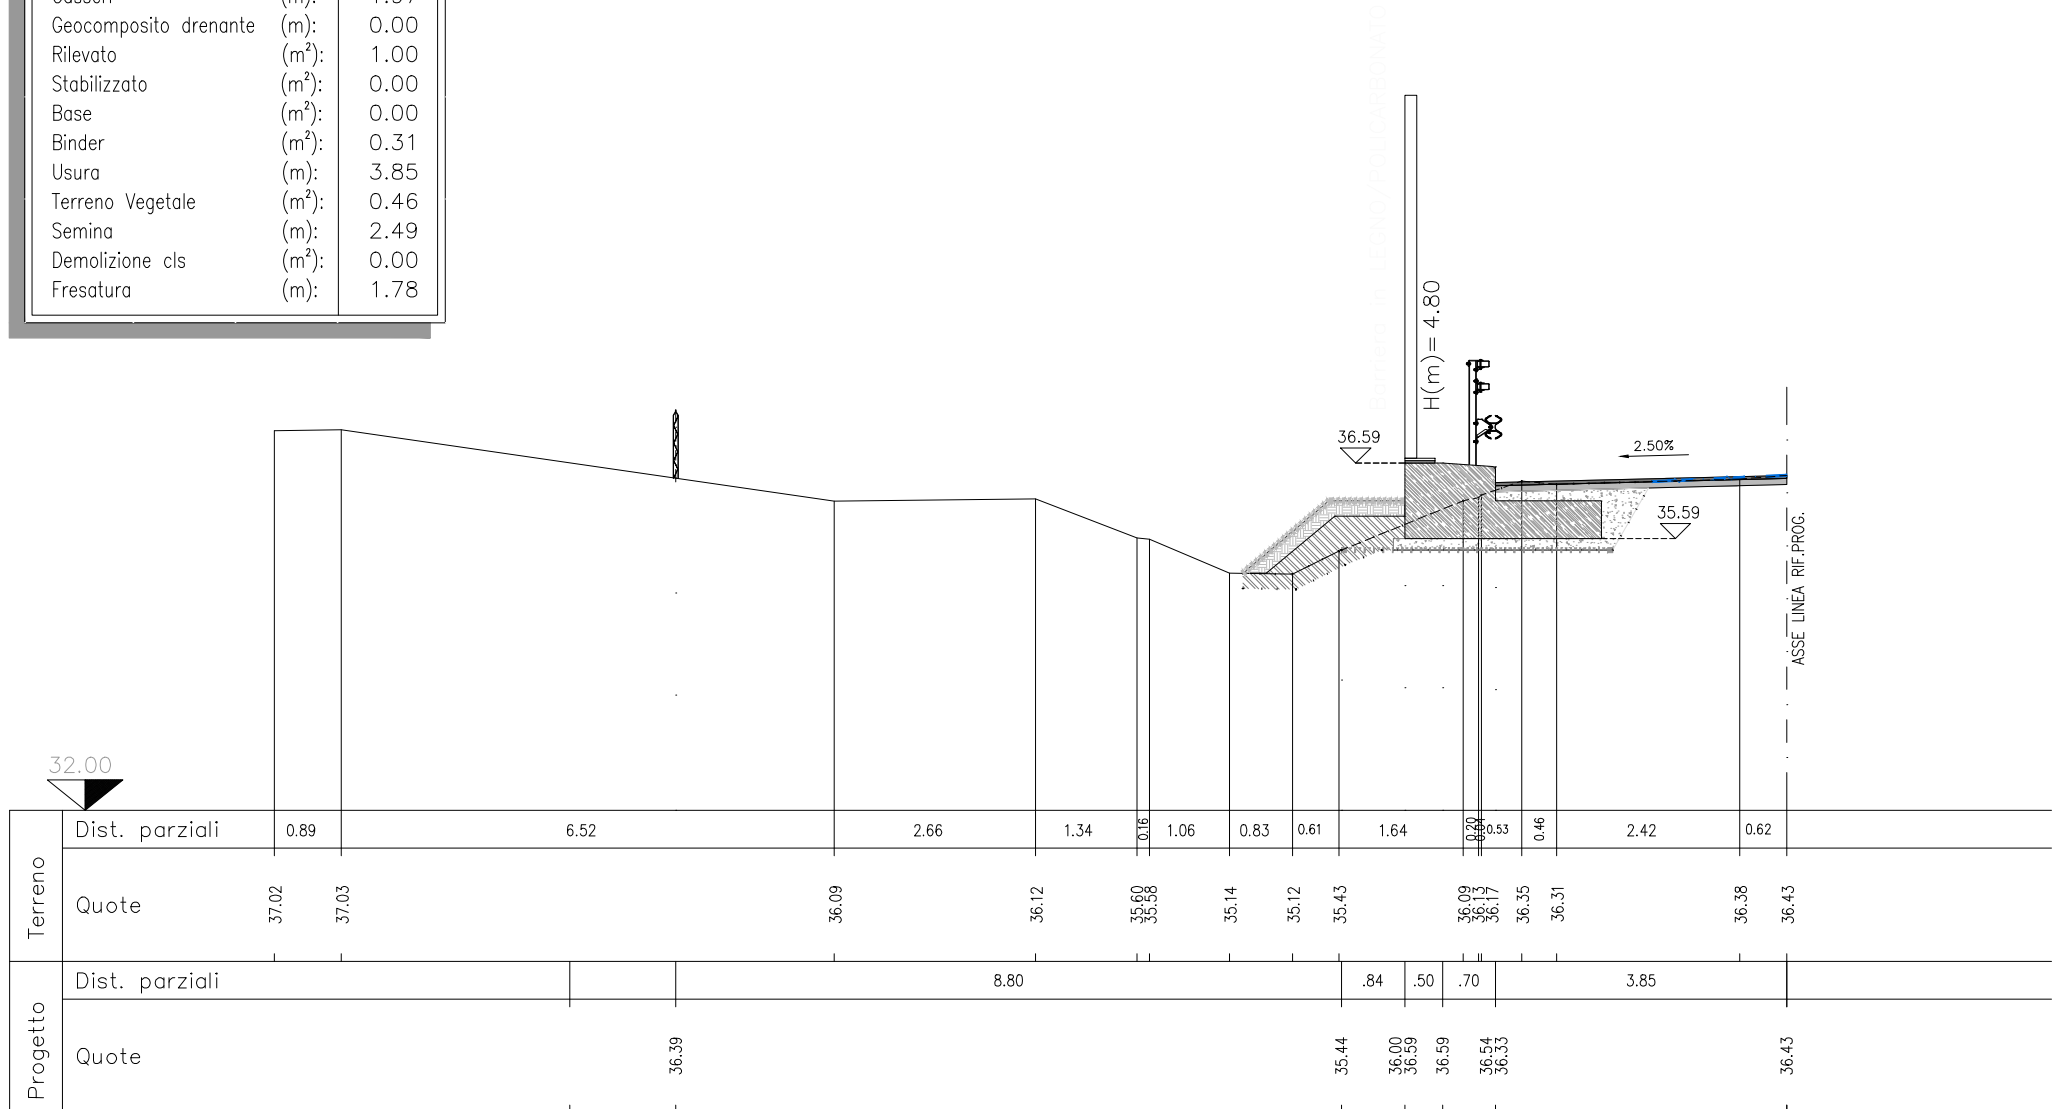 Geocomposito drenante (m): 0.00
Rilevato (m²): 1.00
Stabilizzato (m²): 0.00
Base (m²): 0.00
Binder (m²): 0.31
Usura (m): 3.85
Terreno Vegetale (m²): 0.46
Semina (m): 2.49
Demolizione cls (m²): 0.00
Fresatura (m): 1.78
H(m)= 4.80
36.59
2.50%
35.59
ASSE LINEA RIF.PROG.
32.00
Terreno
Dist. parziali 0.89 6.52 2.66 1.34 0.16 1.06 0.83 0.61 1.64 0.20 0.53 0.46 2.42 0.62
Quote 37.02 37.03 36.09 36.12 35.60 35.58 35.14 35.12 35.43 36.09 36.13 36.17 36.35 36.31 36.38 36.43
Progetto
Dist. parziali 8.80 .84 .50 .70 3.85
Quote 36.39 35.44 36.00 36.59 36.59 36.54 36.33 36.43